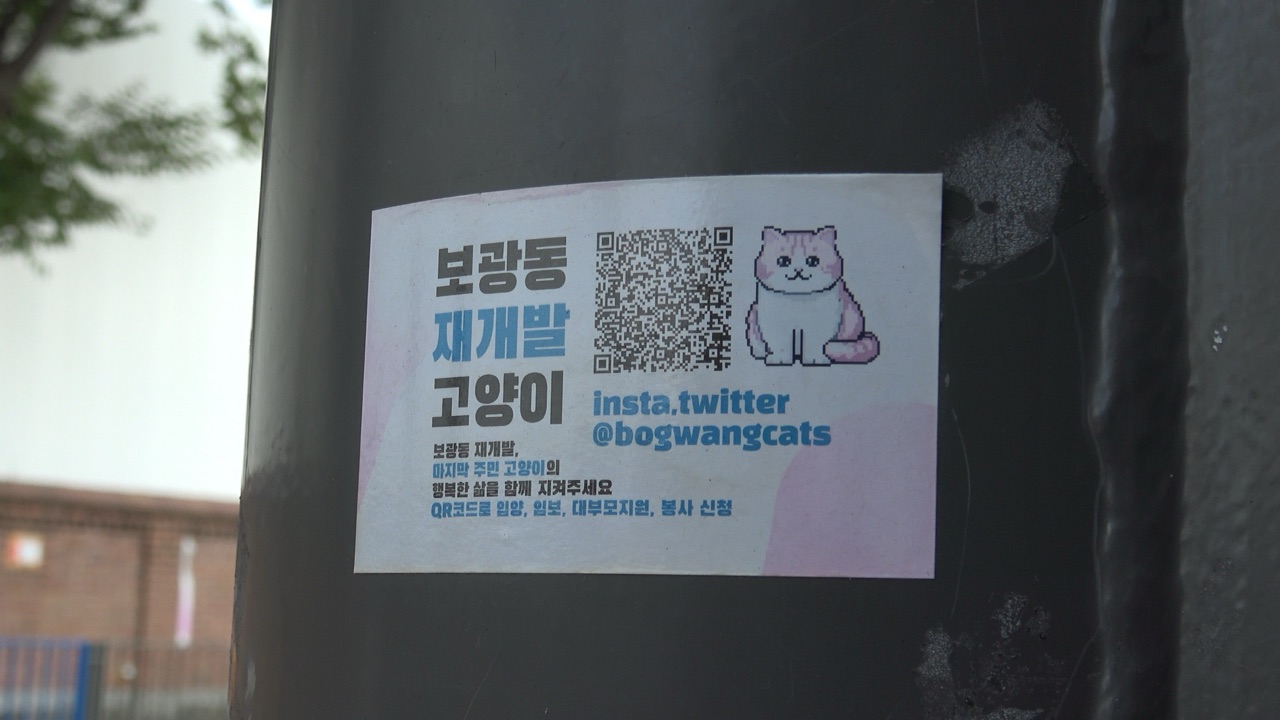 보광동
재개발
고양이
보광동 재개발,
마지막 주민 고양이의
행복한 삶을 함께 지켜주세요
QR코드로 입양, 임보, 대부모지원, 봉사 신청
insta.twitter
@bogwangcats